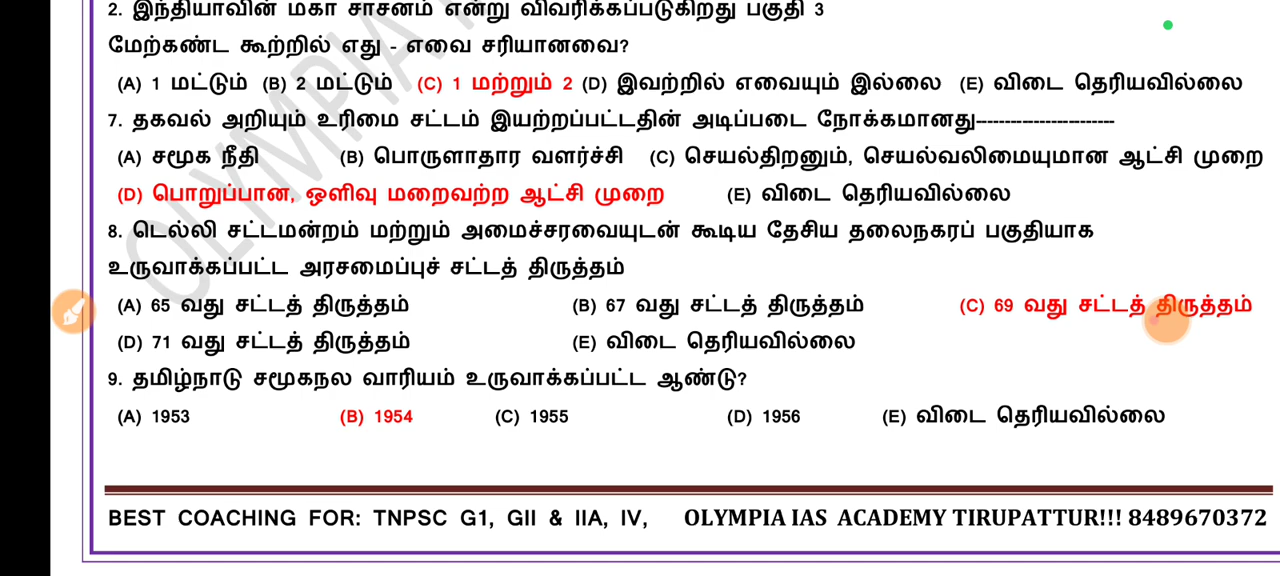 2. இந்தியாவின் மகா சாசனம் என்று விவரிக்கப்படுகிறது பகுதி 3
மேற்கண்ட கூற்றில் எது - எவை சரியானவை?
(A) 1 மட்டும் (B) 2 மட்டும் (C) 1 மற்றும் 2 (D) இவற்றில் எவையும் இல்லை (E) விடை தெரியவில்லை
7. தகவல் அறியும் உரிமை சட்டம் இயற்றப்பட்டதின் அடிப்படை நோக்கமானது------------------------
(A) சமூக நீதி (B) பொருளாதார வளர்ச்சி (C) செயல்திறனும், செயல்வலிமையுமான ஆட்சி முறை
(D) பொறுப்பான, ஒளிவு மறைவற்ற ஆட்சி முறை (E) விடை தெரியவில்லை
8. டெல்லி சட்டமன்றம் மற்றும் அமைச்சரவையுடன் கூடிய தேசிய தலைநகரப் பகுதியாக
உருவாக்கப்பட்ட அரசமைப்புச் சட்டத் திருத்தம்
(A) 65 வது சட்டத் திருத்தம் (B) 67 வது சட்டத் திருத்தம் (C) 69 வது சட்டத் திருத்தம்
(D) 71 வது சட்டத் திருத்தம் (E) விடை தெரியவில்லை
9. தமிழ்நாடு சமூகநல வாரியம் உருவாக்கப்பட்ட ஆண்டு?
(A) 1953 (B) 1954 (C) 1955 (D) 1956 (E) விடை தெரியவில்லை
BEST COACHING FOR: TNPSC G1, GII & IIA, IV, OLYMPIA IAS ACADEMY TIRUPATTUR!!! 8489670372
OLYMPIA